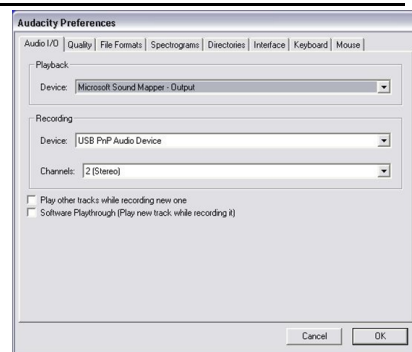 Audacity Preferences
Audio I/O Quality File Formats Spectrograms Directories Interface Keyboard Mouse
Playback
Device: Microsoft Sound Mapper - Output
Recording
Device: USB PnP Audio Device
Channels: 2 (Stereo)
Play other tracks while recording new one
Software Playthrough (Play new track while recording it)
Cancel OK